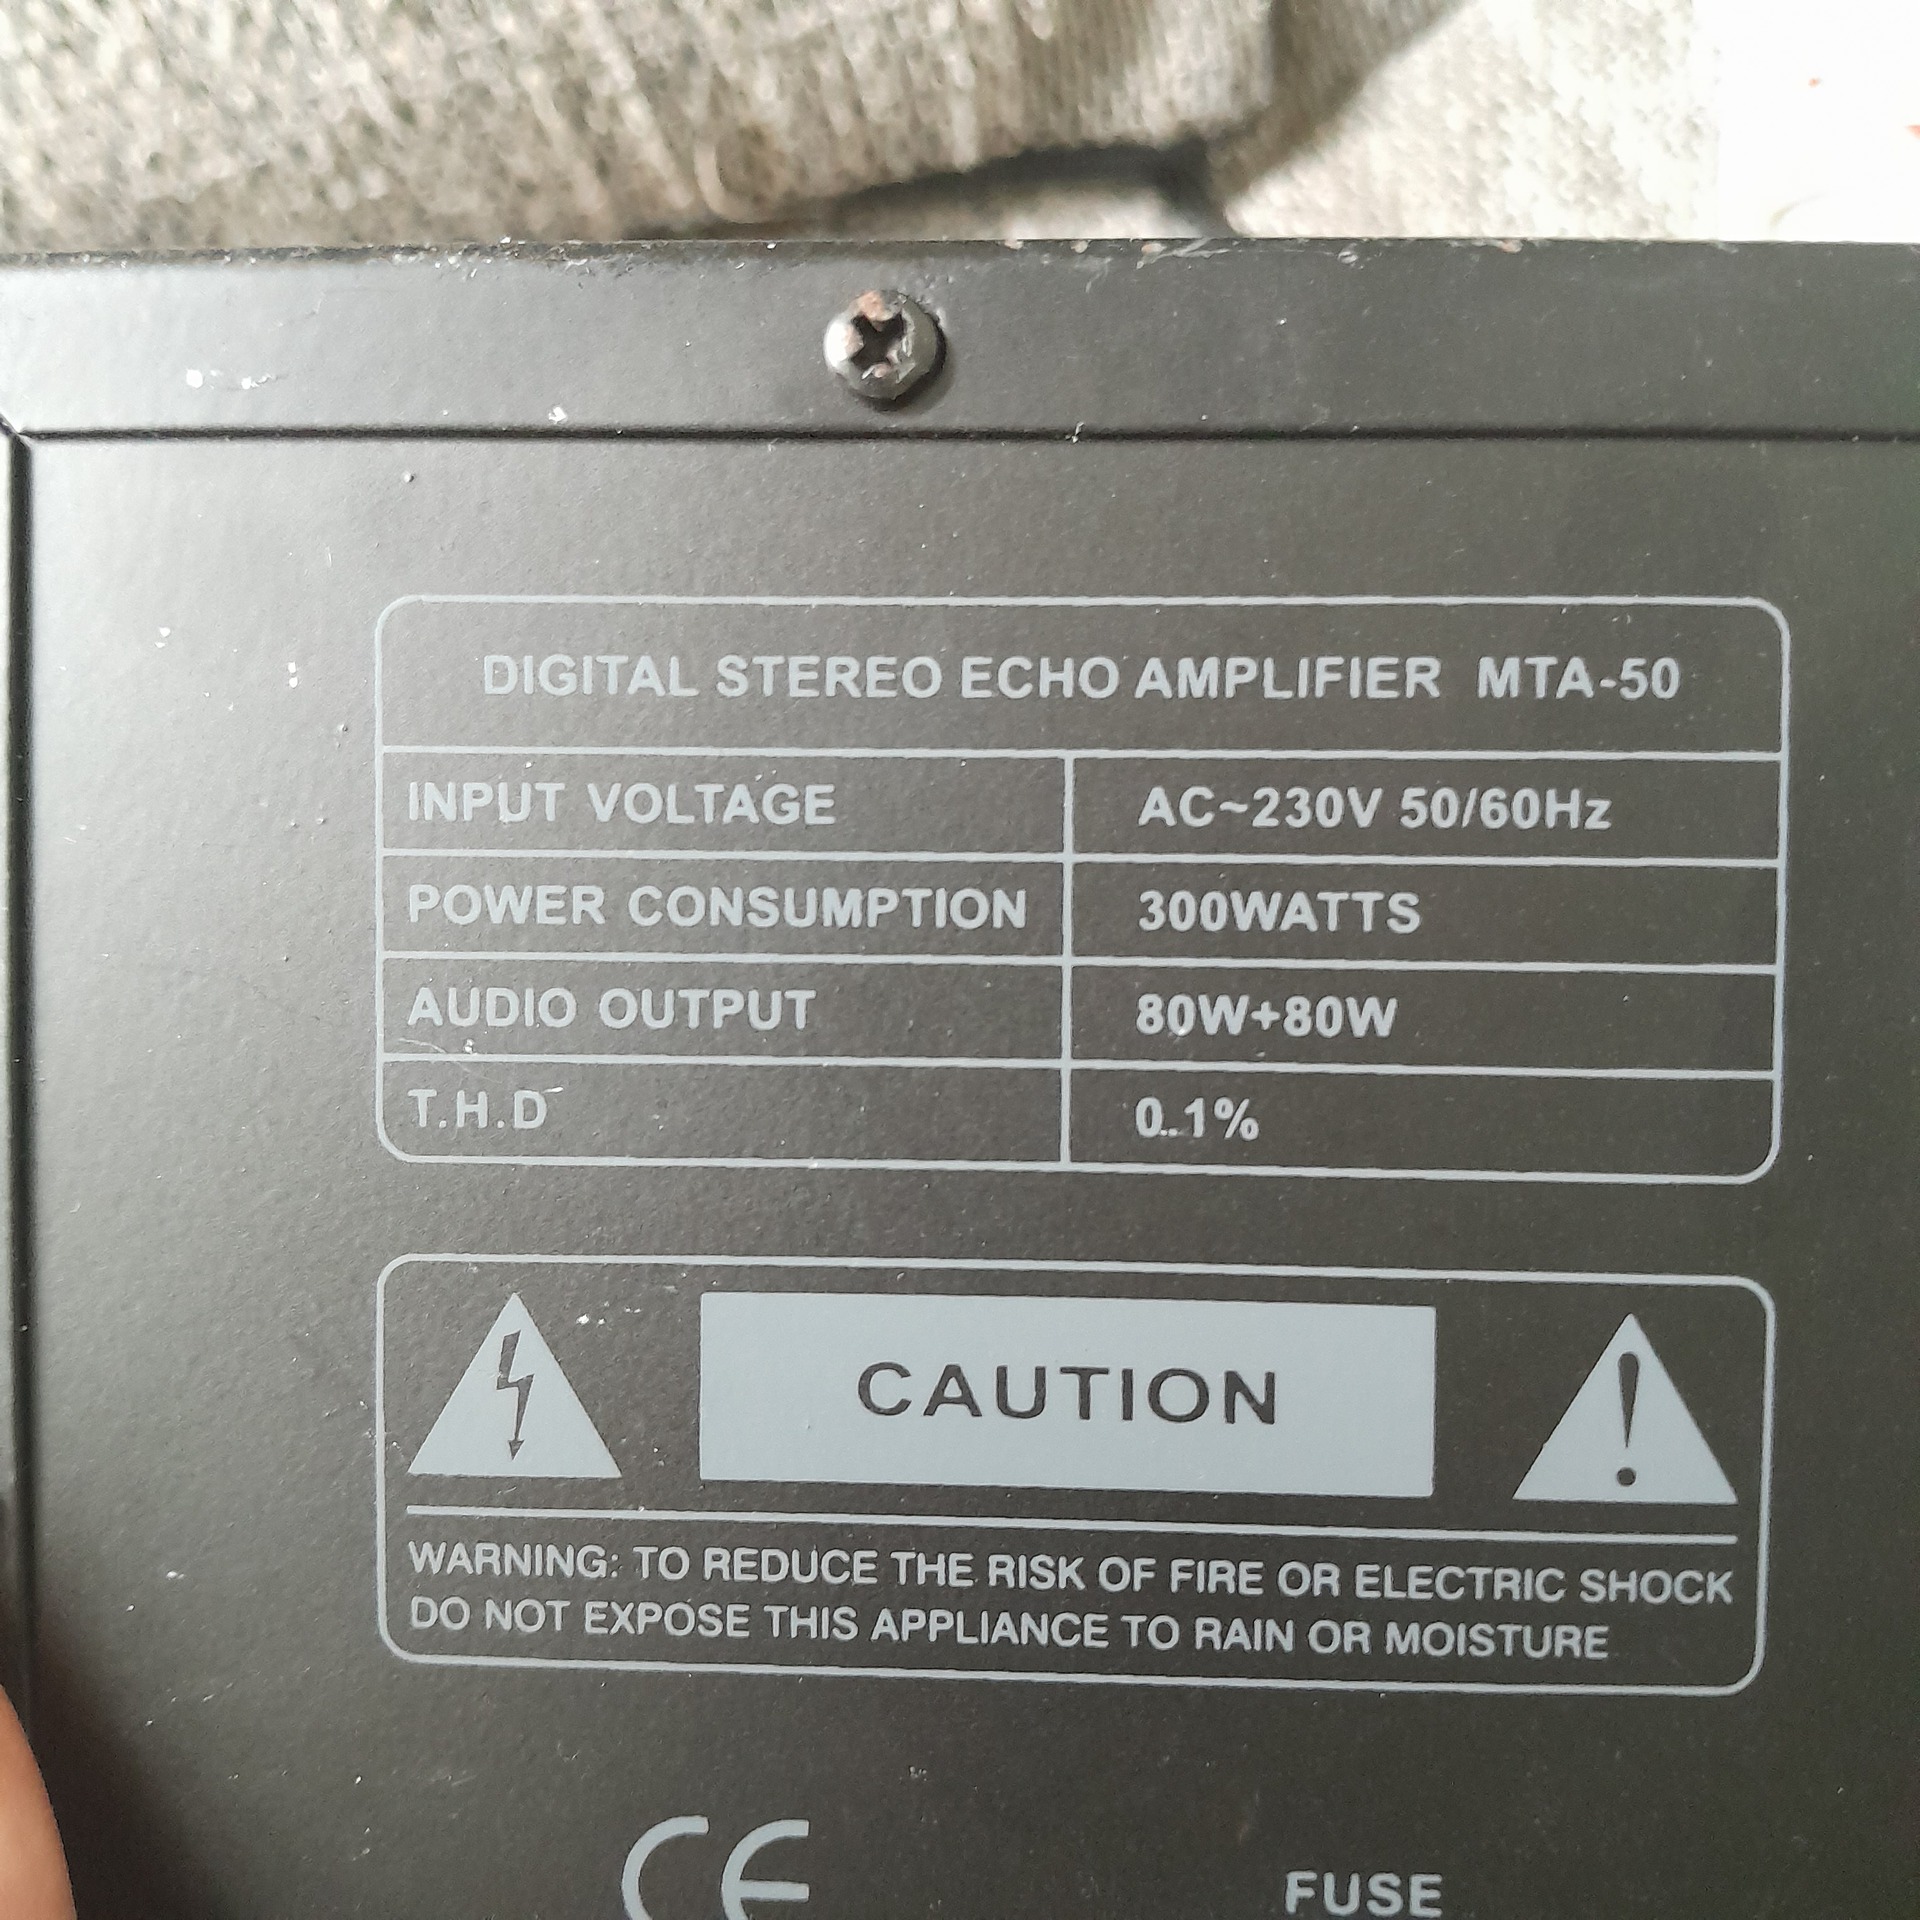 DIGITAL STEREO ECHO AMPLIFIER MTA-50
INPUT VOLTAGE AC~230V 50/60Hz
POWER CONSUMPTION 300WATTS
AUDIO OUTPUT 80W+80W
T.H.D 0..1%
CAUTION
WARNING: TO REDUCE THE RISK OF FIRE OR ELECTRIC SHOCK
DO NOT EXPOSE THIS APPLIANCE TO RAIN OR MOISTURE
CE FUSE